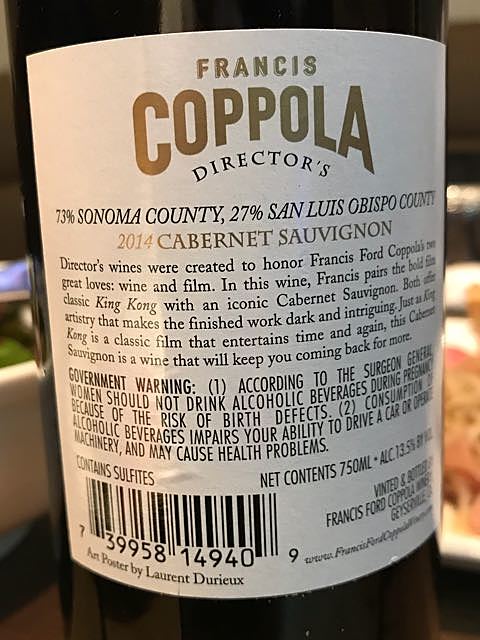 FRANCIS
COPPOLA
DIRECTOR'S
73% SONOMA COUNTY, 27% SAN LUIS OBISPO COUNTY
2014 CABERNET SAUVIGNON
Director's wines were created to honor Francis Ford Coppola's two
great loves: wine and film. In this wine, Francis pairs the bold film
classic King Kong with an iconic Cabernet Sauvignon. Both offer
artistry that makes the finished work dark and intriguing. Just as King
Kong is a classic film that entertains time and again, this Cabernet
Sauvignon is a wine that will keep you coming back for more.
GOVERNMENT WARNING: (1) ACCORDING TO THE SURGEON GENERAL,
WOMEN SHOULD NOT DRINK ALCOHOLIC BEVERAGES DURING PREGNANCY
BECAUSE OF THE RISK OF BIRTH DEFECTS. (2) CONSUMPTION OF
ALCOHOLIC BEVERAGES IMPAIRS YOUR ABILITY TO DRIVE A CAR OR OPERATE
MACHINERY, AND MAY CAUSE HEALTH PROBLEMS.
CONTAINS SULFITES
NET CONTENTS 750ML • ALC.13.5% BY VOL.
VINTED & BOTTLED
FRANCIS FORD COPPOLA
GEYSERVILLE,
7 39958 14940 9
www.FrancisFordCoppolaWinery
Art Poster by Laurent Durieux